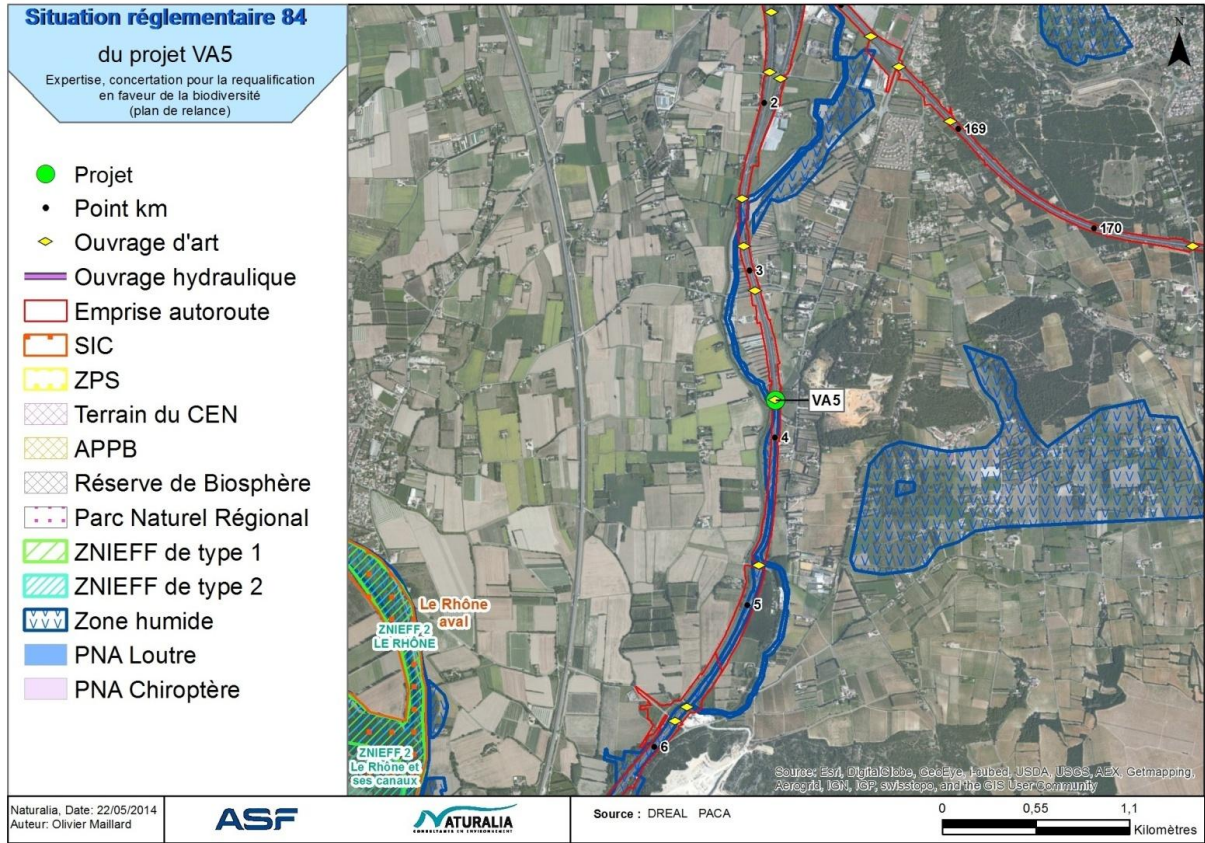 Situation réglementaire 84
du projet VA5
Expertise, concertation pour la requalification
en faveur de la biodiversité
(plan de relance)
Projet
Point km
Ouvrage d'art
Ouvrage hydraulique
Emprise autoroute
SIC
ZPS
Terrain du CEN
APPB
Réserve de Biosphère
Parc Naturel Régional
ZNIEFF de type 1
ZNIEFF de type 2
Zone humide
PNA Loutre
PNA Chiroptère
N
2
169
170
3
VA5
4
5
6
Le Rhône
aval
ZNIEFF 2
LE RHÔNE
ZNIEFF 2
Le Rhône et
ses canaux
Source: Esri, DigitalGlobe, GeoEye, i-cubed, USDA, USGS, AEX, Getmapping,
Aerogrid, IGN, IGP, swisstopo, and the GIS User Community
Naturalia, Date: 22/05/2014
Auteur: Olivier Maillard
ASF
NATURALIA
CONSULTANTS EN ENVIRONNEMENT
Source : DREAL PACA
0 0,55 1,1
Kilomètres